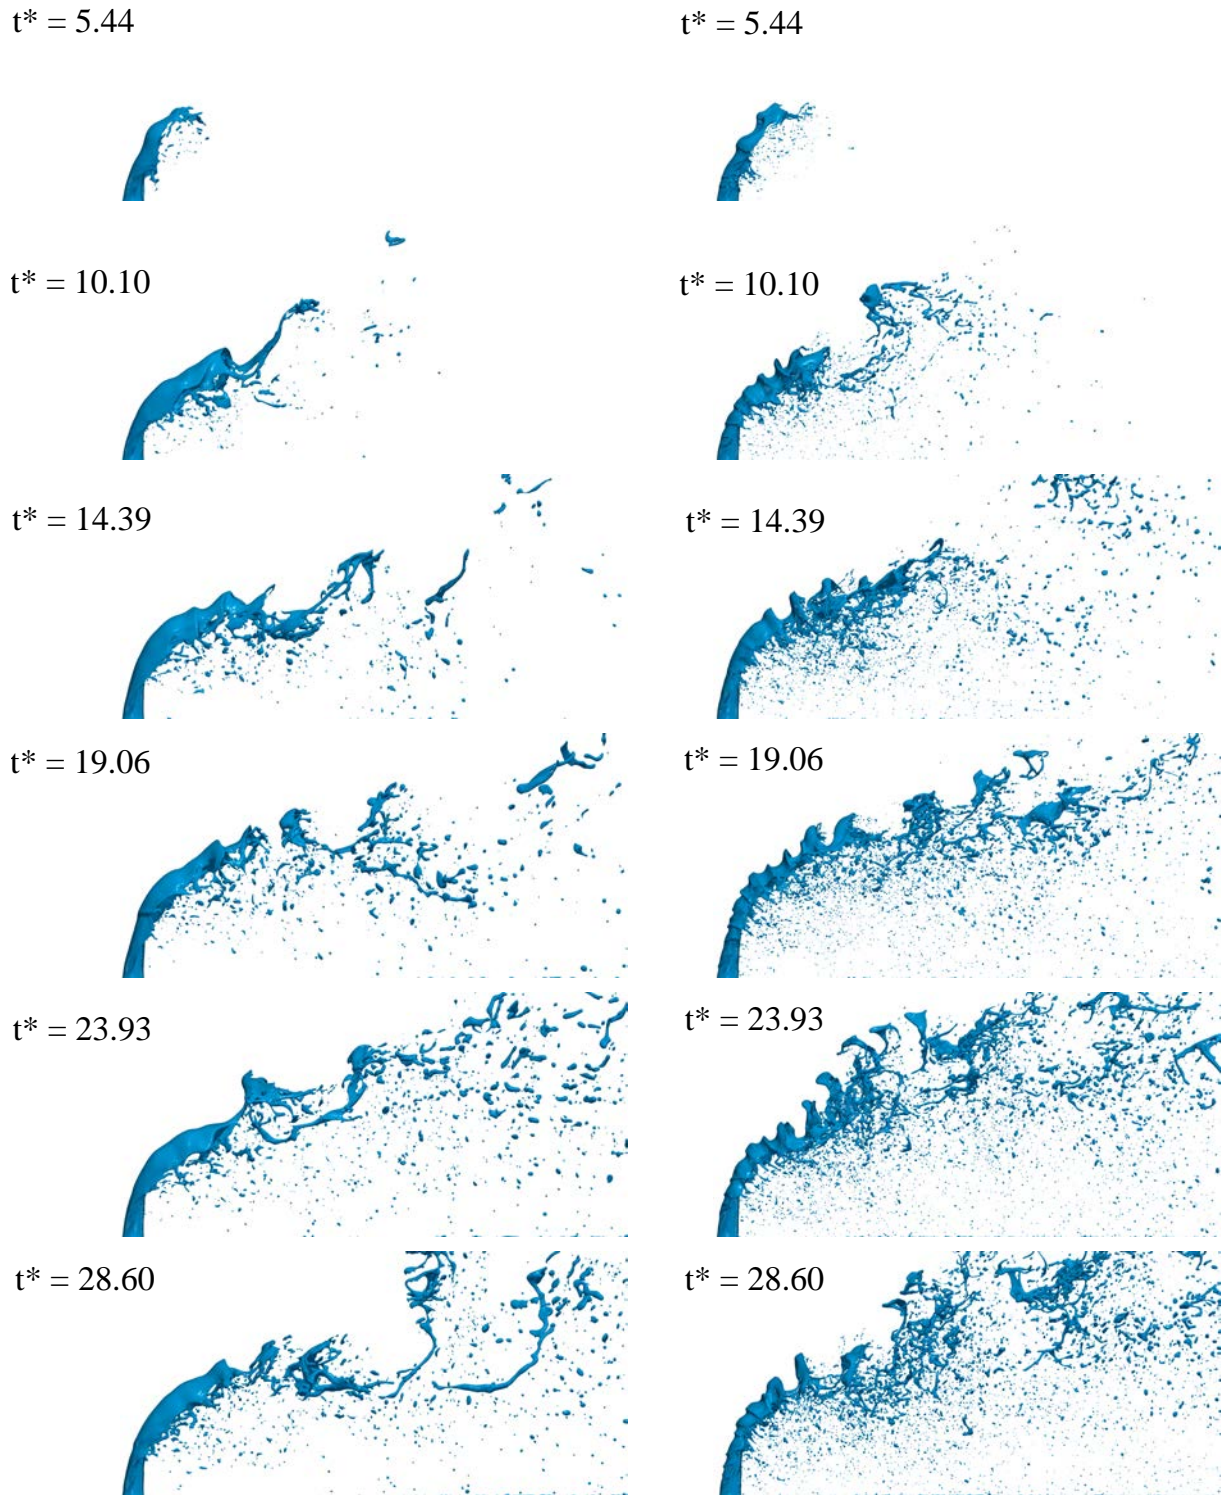 t* = 5.44
t* = 5.44
t* = 10.10
t* = 10.10
t* = 14.39
t* = 14.39
t* = 19.06
t* = 19.06
t* = 23.93
t* = 23.93
t* = 28.60
t* = 28.60